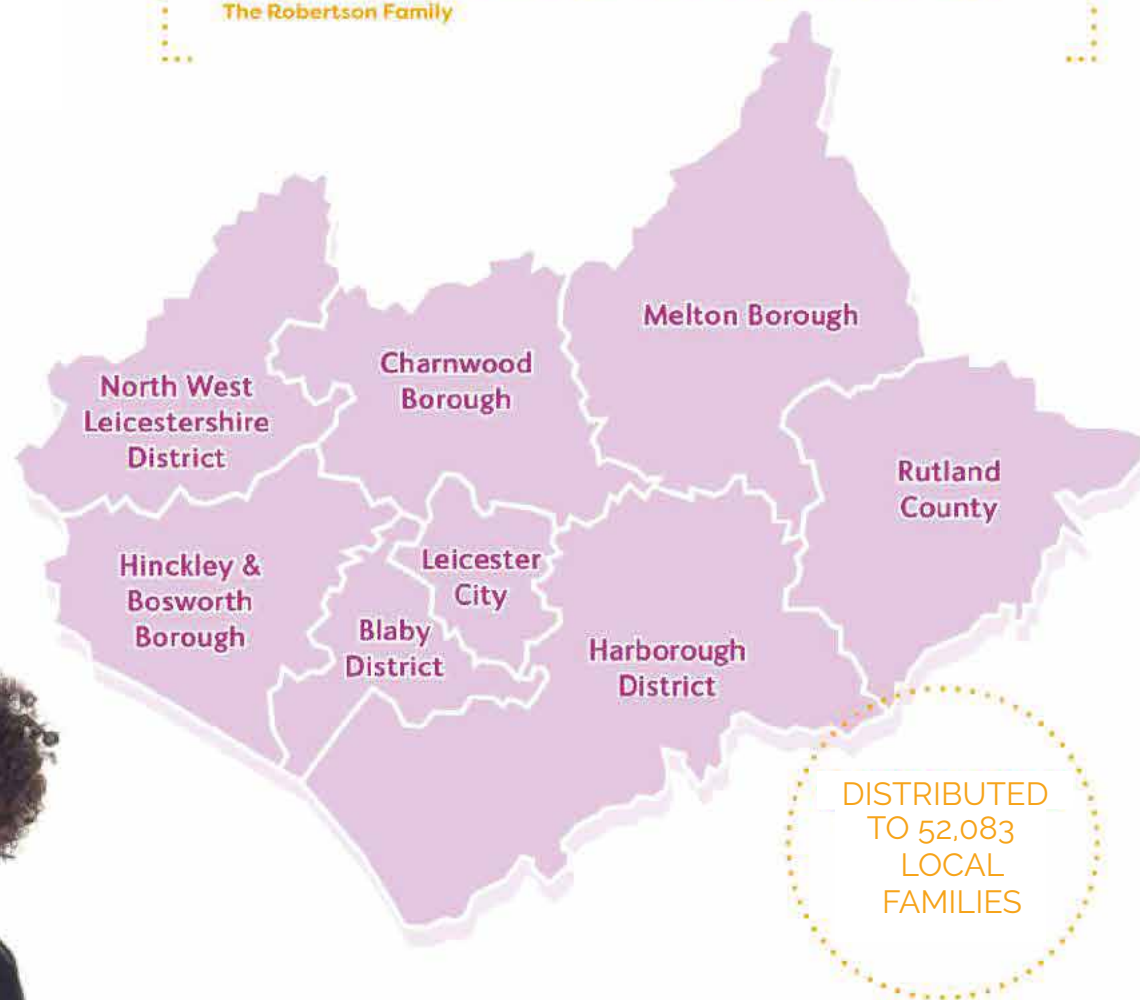 The Robertson Family
Melton Borough
Charnwood
Borough
North West
Leicestershire
District
Rutland
County
Hinckley &
Bosworth
Borough
Leicester
City
Blaby
District
Harborough
District
DISTRIBUTED
TO 52,083
LOCAL
FAMILIES